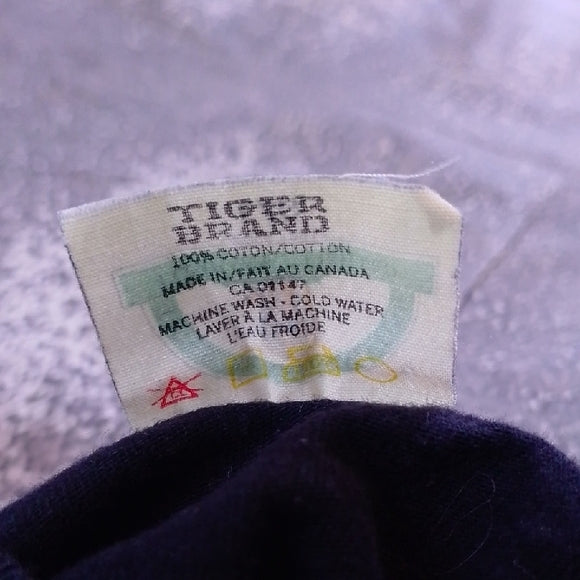 TIGER
BRAND
100% COTON/COTTON
MADE IN/FAIT AU CANADA
CA 01147
MACHINE WASH - COLD WATER
LAVER À LA MACHINE
L'EAU FROIDE